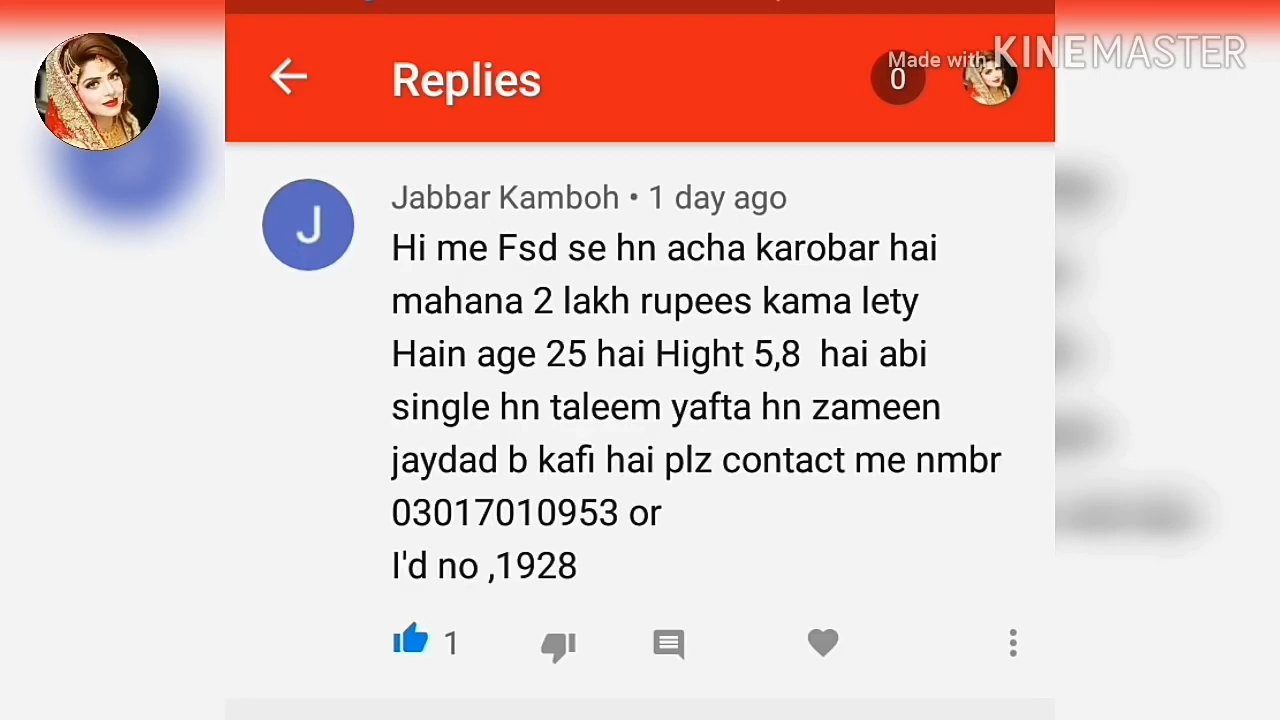 Replies
0
Made with KINEMASTER
J
Jabbar Kamboh • 1 day ago
Hi me Fsd se hn acha karobar hai
mahana 2 lakh rupees kama lety
Hain age 25 hai Hight 5,8  hai abi
single hn taleem yafta hn zameen
jaydad b kafi hai plz contact me nmbr
03017010953 or
I'd no ,1928
1